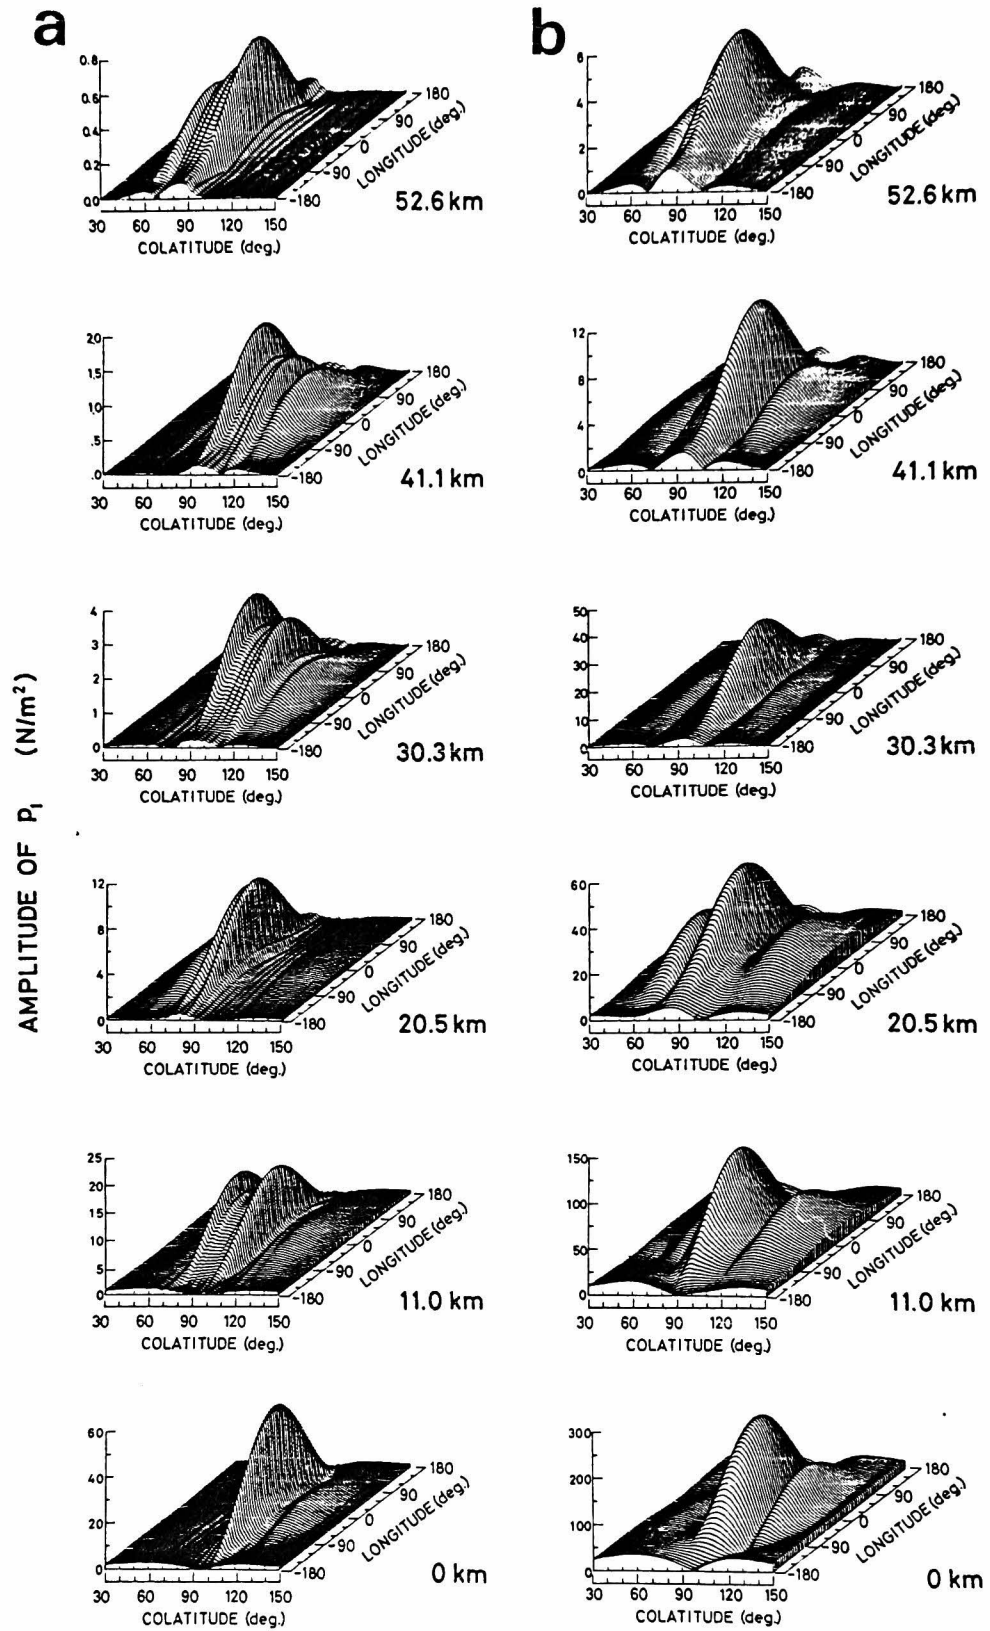 a
0.8
0.6
0.4
0.2
0.0
30 60 90 120 150
COLATITUDE (deg.)
-180
-90
0
90
180
LONGITUDE (deg.)
52.6 km
b
6
4
2
0
30 60 90 120 150
COLATITUDE (deg.)
-180
-90
0
90
180
LONGITUDE (deg.)
52.6 km
20
15
10
.5
.0
30 60 90 120 150
COLATITUDE (deg.)
-180
-90
0
90
180
LONGITUDE (deg.)
41.1 km
12
8
4
0
30 60 90 120 150
COLATITUDE (deg.)
-180
-90
0
90
180
LONGITUDE (deg.)
41.1 km
AMPLITUDE OF p₁ (N/m²)
4
3
2
1
0
30 60 90 120 150
COLATITUDE (deg.)
-180
-90
0
90
180
LONGITUDE (deg.)
30.3 km
50
40
30
20
10
0
30 60 90 120 150
COLATITUDE (deg.)
-180
-90
0
90
180
LONGITUDE (deg.)
30.3 km
12
8
4
0
30 60 90 120 150
COLATITUDE (deg.)
-180
-90
0
90
180
LONGITUDE (deg.)
20.5 km
60
40
20
0
30 60 90 120 150
COLATITUDE (deg.)
-180
-90
0
90
180
LONGITUDE (deg.)
20.5 km
25
20
15
10
5
0
30 60 90 120 150
COLATITUDE (deg.)
-180
-90
0
90
180
LONGITUDE (deg.)
11.0 km
150
100
50
0
30 60 90 120 150
COLATITUDE (deg.)
-180
-90
0
90
180
LONGITUDE (deg.)
11.0 km
60
40
20
0
30 60 90 120 150
COLATITUDE (deg.)
-180
-90
0
90
180
LONGITUDE (deg.)
0 km
300
200
100
0
30 60 90 120 150
COLATITUDE (deg.)
-180
-90
0
90
180
LONGITUDE (deg.)
0 km